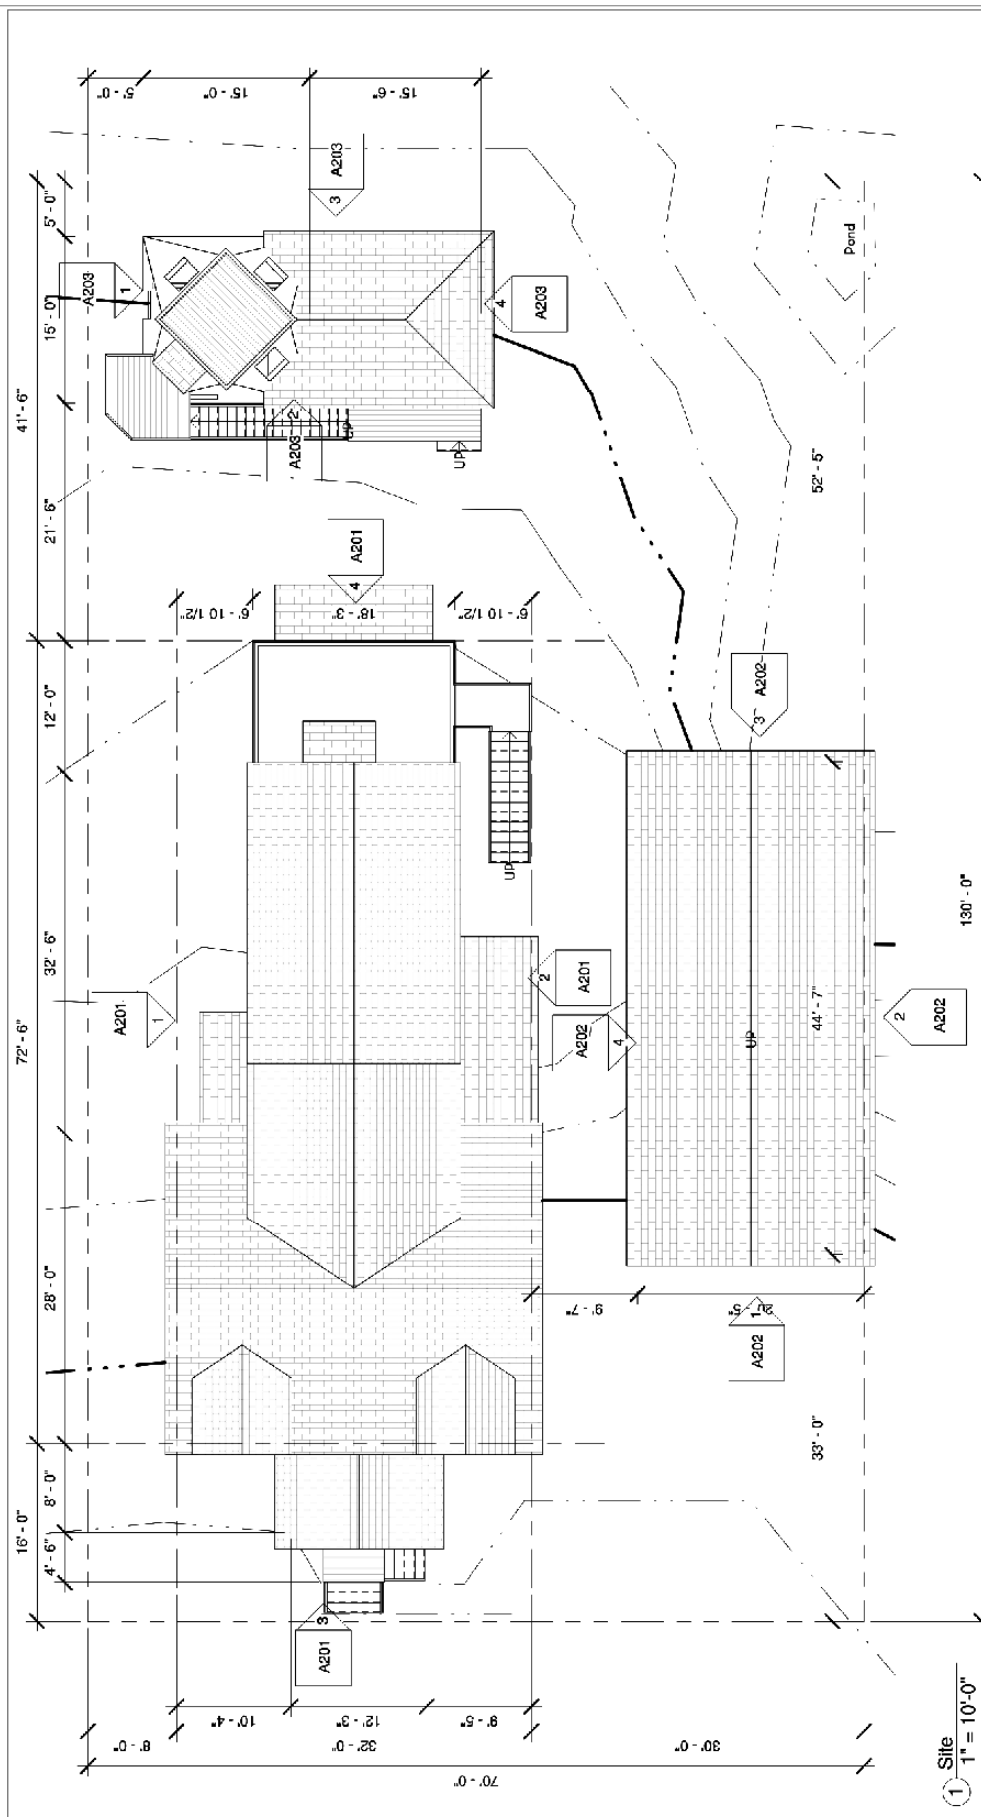 5' - 0"
15' - 0"
15' - 6"
41' - 6"
5' - 0"
15' - 0"
21' - 6"
A203
1
A203
3
A203
2
A203
4
UP
UP
Pond
52' - 5"
72' - 6"
12' - 0"
32' - 6"
28' - 0"
6' - 10 1/2"
18' - 3"
6' - 10 1/2"
A201
4
UP
A201
1
A201
2
A202
4
A202
3
44' - 7"
UP
130' - 0"
A202
2
9' - 7"
20' - 5"
1
A202
33' - 0"
16' - 0"
8' - 0"
4' - 6"
3
A201
8' - 0"
10' - 4"
12' - 3"
9' - 5"
32' - 0"
30' - 0"
70' - 0"
1
Site
1" = 10'-0"